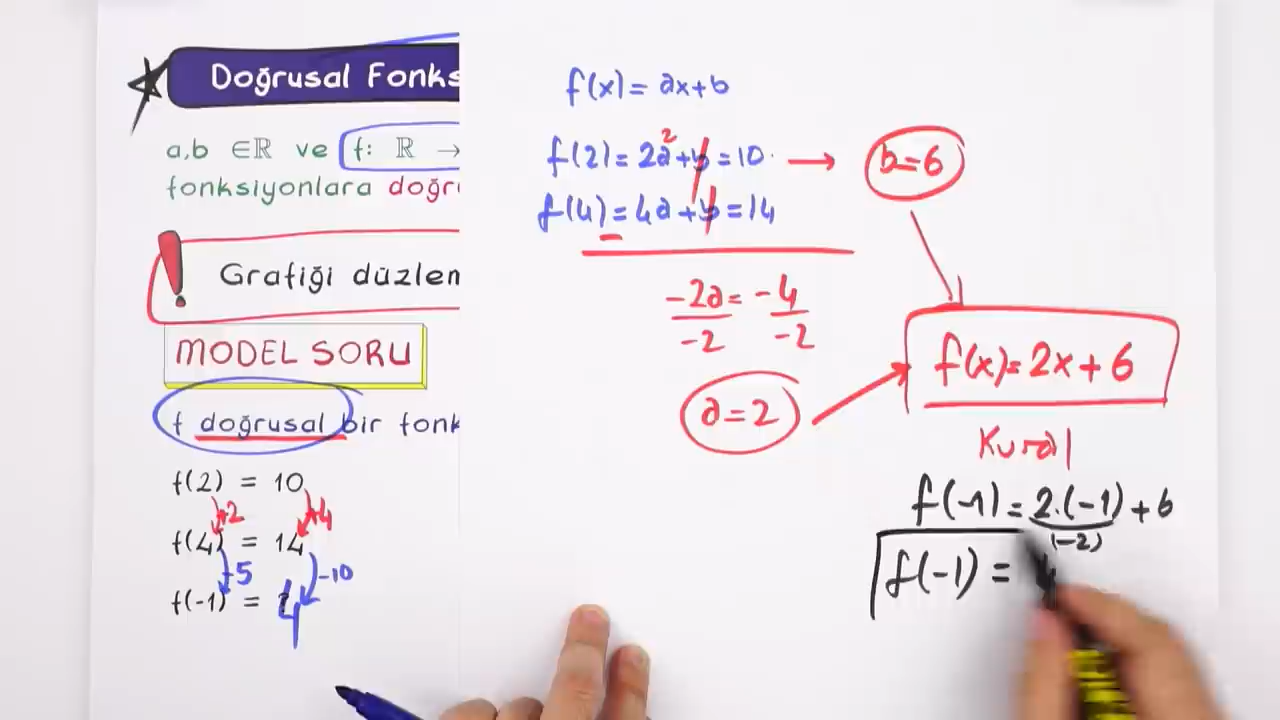 Doğrusal Fonks
a,b ∈ℝ ve f: ℝ →
fonksiyonlara doğr
! Grafiği düzlen
MODEL SORU
f doğrusal bir fonk
f(2) = 10
+2 +4
f(4) = 14
-5 -10
f(-1) = 4
f(x) = ax+b
f(2) = 2a+b = 10 → b=6
2
f(4) = 4a+b = 14
-2a = -4
-2 -2
a=2
f(x) = 2x+6
Kural
f(-1) = 2.(-1)+6
(-2)
f(-1) =